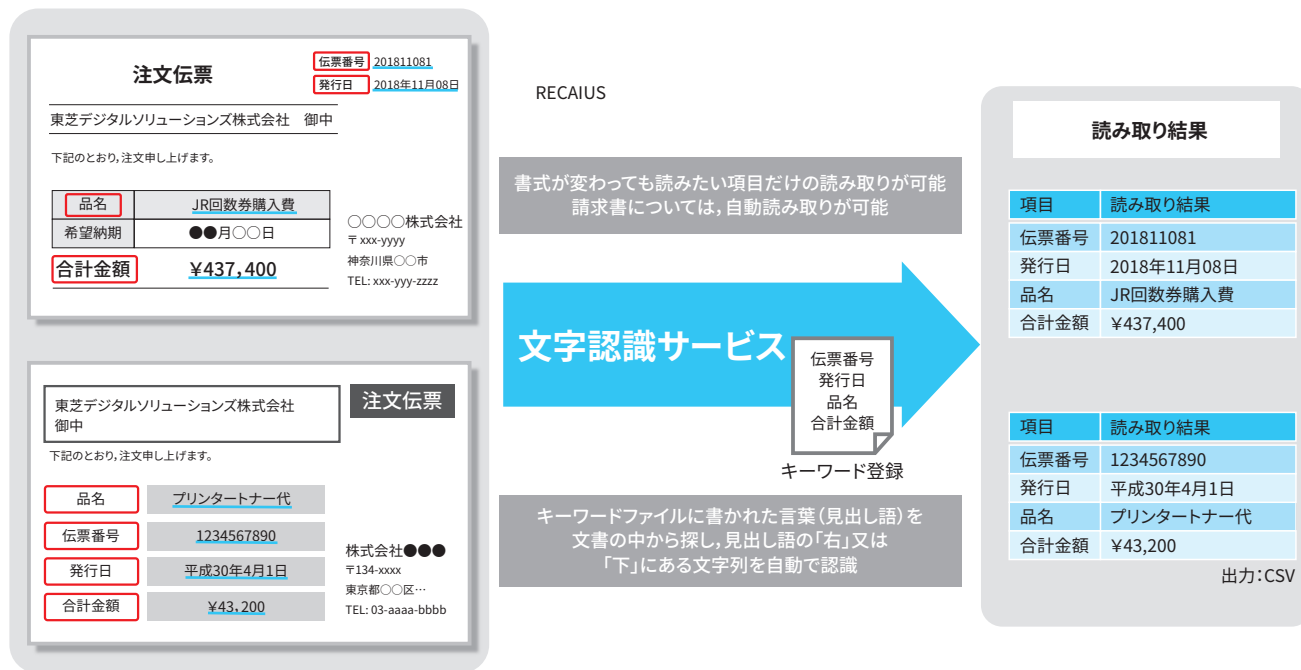 注文伝票
伝票番号 201811081
発行日 2018年11月08日
東芝デジタルソリューションズ株式会社 御中
下記のとおり,注文申し上げます。
品名 JR回数券購入費
希望納期 ●●月○○日
合計金額 ¥437,400
○○○○株式会社
〒xxx-yyyy
神奈川県○○市
TEL: xxx-yyy-zzzz
東芝デジタルソリューションズ株式会社
御中
注文伝票
下記のとおり,注文申し上げます。
品名 プリンタートナー代
伝票番号 1234567890
発行日 平成30年4月1日
合計金額 ¥43,200
株式会社●●●
〒134-xxxx
東京都○○区…
TEL: 03-aaaa-bbbb
RECAIUS
書式が変わっても読みたい項目だけの読み取りが可能
請求書については,自動読み取りが可能
文字認識サービス
伝票番号
発行日
品名
合計金額
キーワード登録
キーワードファイルに書かれた言葉(見出し語)を
文書の中から探し,見出し語の「右」又は
「下」にある文字列を自動で認識
読み取り結果
項目 読み取り結果
伝票番号 201811081
発行日 2018年11月08日
品名 JR回数券購入費
合計金額 ¥437,400
項目 読み取り結果
伝票番号 1234567890
発行日 平成30年4月1日
品名 プリンタートナー代
合計金額 ¥43,200
出力:CSV